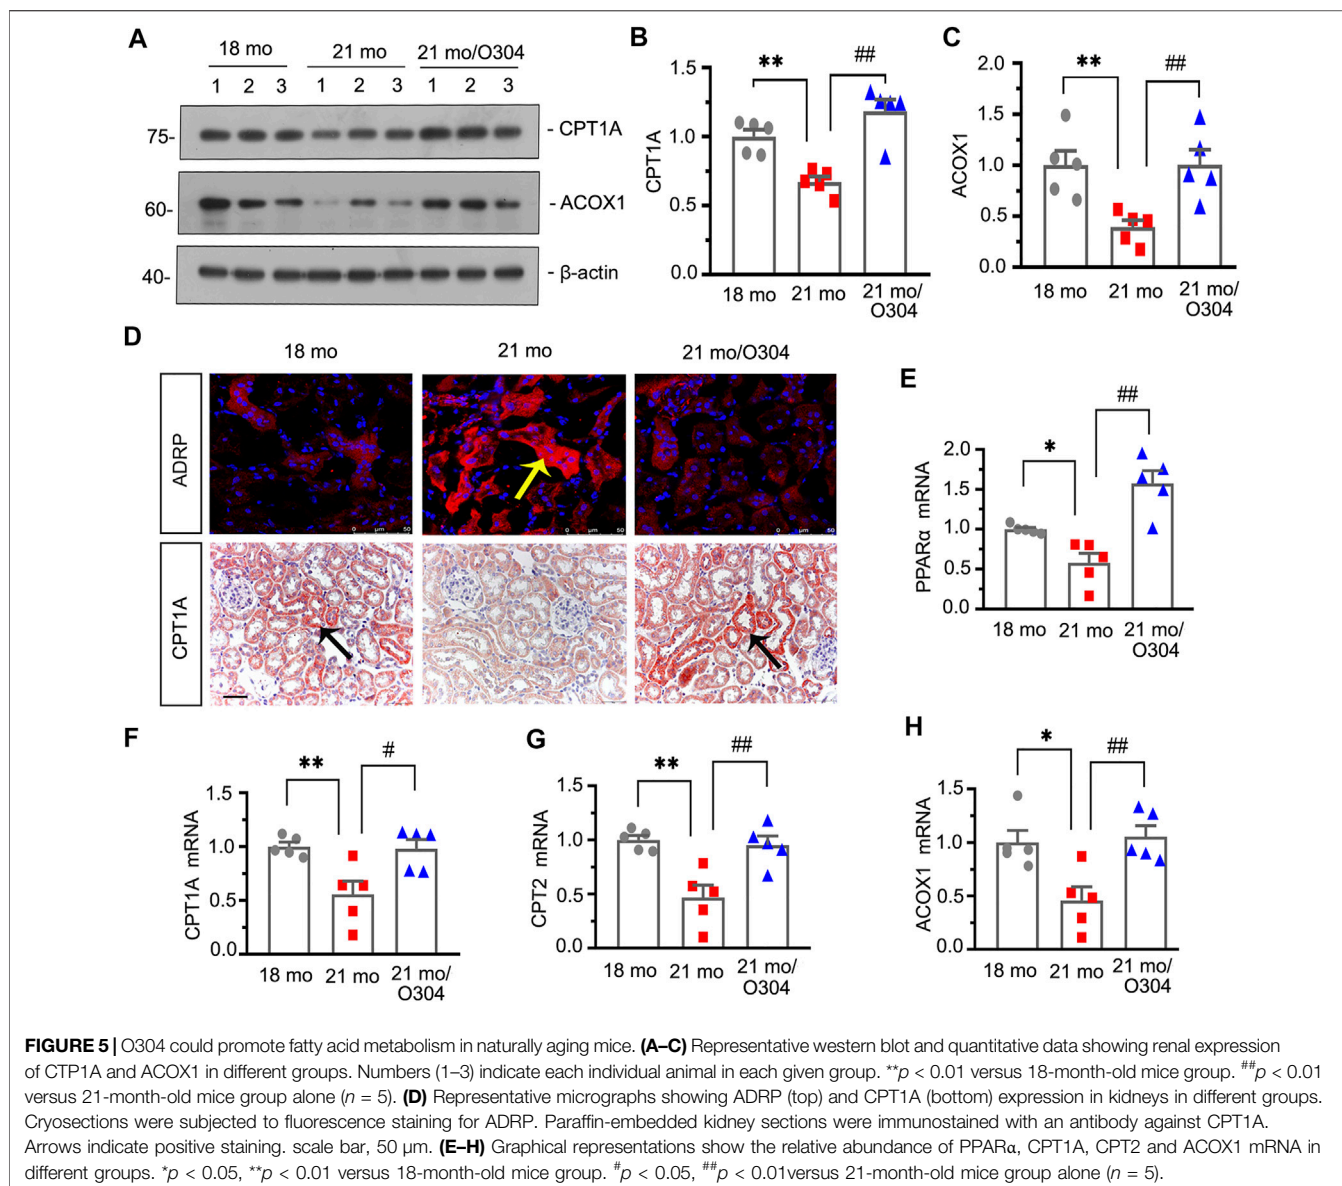 A
18 mo 21 mo 21 mo/O304
1 2 3 1 2 3 1 2 3
75- - CPT1A
60- - ACOX1
40- - β-actin
B
** ##
1.5
1.0
0.5
0.0
CPT1A
18 mo 21 mo 21 mo/
O304
C
** ##
2.0
1.5
1.0
0.5
0.0
ACOX1
18 mo 21 mo 21 mo/
O304
D
18 mo 21 mo 21 mo/O304
ADRP
0 µm 50
0 µm 50
0 µm 50
CPT1A
E
* ##
2.0
1.5
1.0
0.5
0.0
PPARα mRNA
18 mo 21 mo 21 mo/
O304
F
** #
1.5
1.0
0.5
0.0
CPT1A mRNA
18 mo 21 mo 21 mo/
O304
G
** ##
1.5
1.0
0.5
0.0
CPT2 mRNA
18 mo 21 mo 21 mo/
O304
H
* ##
1.5
1.0
0.5
0.0
ACOX1 mRNA
18 mo 21 mo 21 mo/
O304
FIGURE 5 | O304 could promote fatty acid metabolism in naturally aging mice. (A–C) Representative western blot and quantitative data showing renal expression
of CTP1A and ACOX1 in different groups. Numbers (1–3) indicate each individual animal in each given group. **p < 0.01 versus 18-month-old mice group. ##p < 0.01
versus 21-month-old mice group alone (n = 5). (D) Representative micrographs showing ADRP (top) and CPT1A (bottom) expression in kidneys in different groups.
Cryosections were subjected to fluorescence staining for ADRP. Paraffin-embedded kidney sections were immunostained with an antibody against CPT1A.
Arrows indicate positive staining. scale bar, 50 µm. (E–H) Graphical representations show the relative abundance of PPARα, CPT1A, CPT2 and ACOX1 mRNA in
different groups. *p < 0.05, **p < 0.01 versus 18-month-old mice group. #p < 0.05, ##p < 0.01versus 21-month-old mice group alone (n = 5).